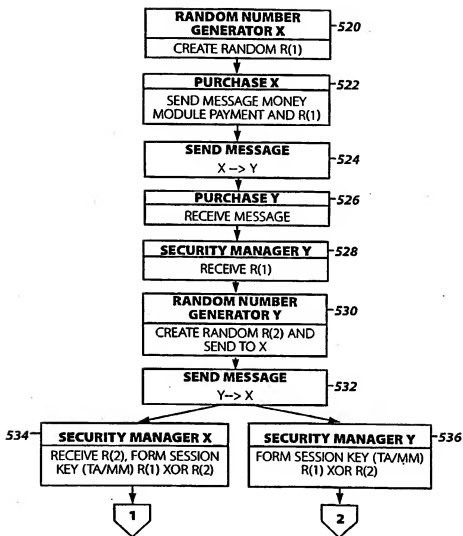 RANDOM NUMBER
GENERATOR X
520
CREATE RANDOM R(1)
PURCHASE X
522
SEND MESSAGE MONEY
MODULE PAYMENT AND R(1)
SEND MESSAGE
524
X --> Y
PURCHASE Y
526
RECEIVE MESSAGE
SECURITY MANAGER Y
528
RECEIVE R(1)
RANDOM NUMBER
GENERATOR Y
530
CREATE RANDOM R(2) AND
SEND TO X
SEND MESSAGE
532
Y--> X
534
SECURITY MANAGER X
RECEIVE R(2), FORM SESSION
KEY (TA/MM) R(1) XOR R(2)
SECURITY MANAGER Y
536
FORM SESSION KEY (TA/MM)
R(1) XOR R(2)
1
2